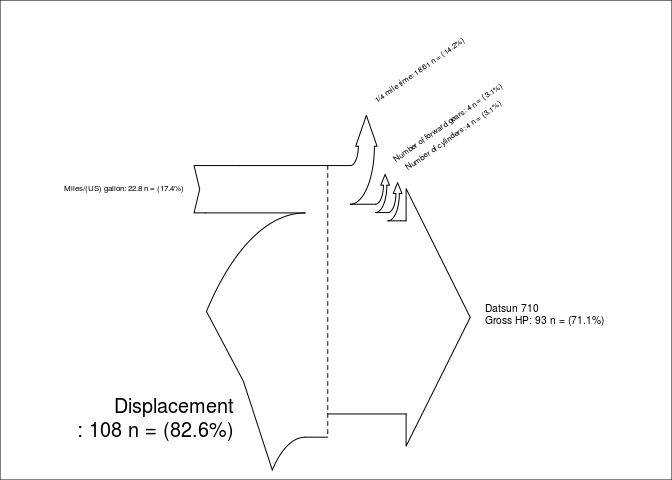 1/4 mile time: 18.61 n = (14.2%)
Number of forward gears: 4 n = (3.1%)
Number of cylinders: 4 n = (3.1%)
Miles/(US) gallon: 22.8 n = (17.4%)
Datsun 710
Gross HP: 93 n = (71.1%)
Displacement
: 108 n = (82.6%)